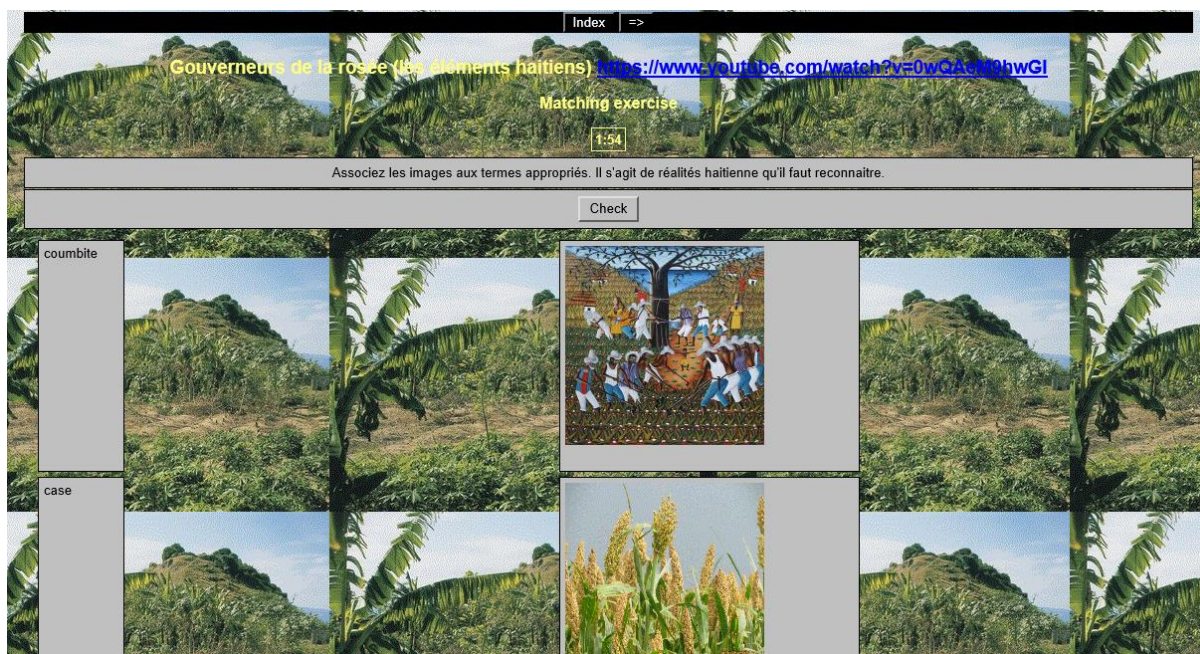 Index =>
Gouverneurs de la rosée (les éléments haitiens) https://www.youtube.com/watch?v=0wQAeM9hwGI
Matching exercise
1:54
Associez les images aux termes appropriés. Il s'agit de réalités haitienne qu'il faut reconnaitre.
Check
coumbite
case